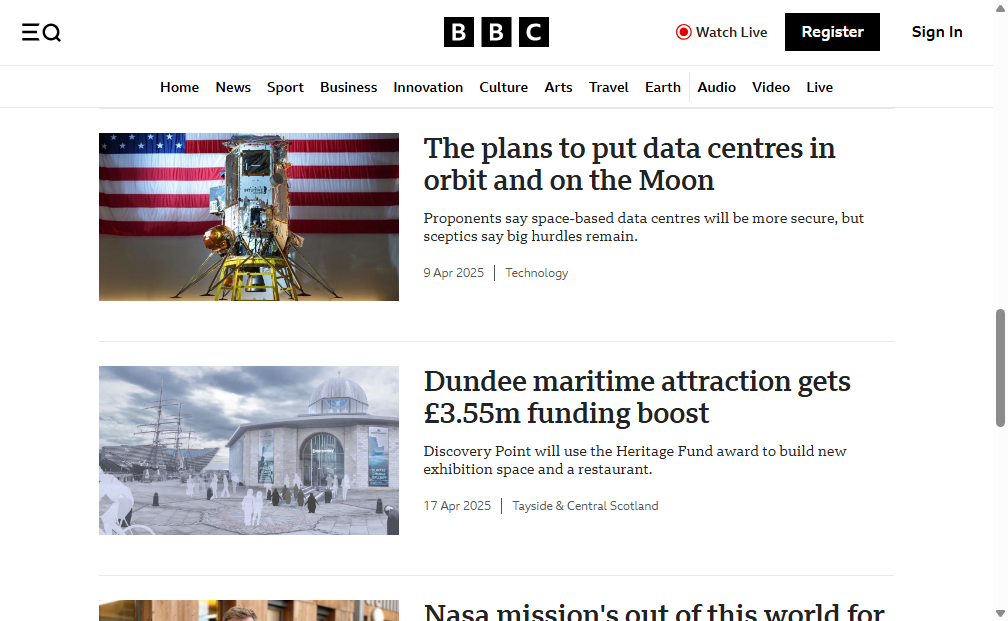 BBC
Watch Live
Register
Sign In
Home
News
Sport
Business
Innovation
Culture
Arts
Travel
Earth
Audio
Video
Live
The plans to put data centres in
orbit and on the Moon
Proponents say space-based data centres will be more secure, but
sceptics say big hurdles remain.
9 Apr 2025 | Technology
Dundee maritime attraction gets
£3.55m funding boost
Discovery Point will use the Heritage Fund award to build new
exhibition space and a restaurant.
17 Apr 2025 | Tayside & Central Scotland
Nasa mission's out of this world for